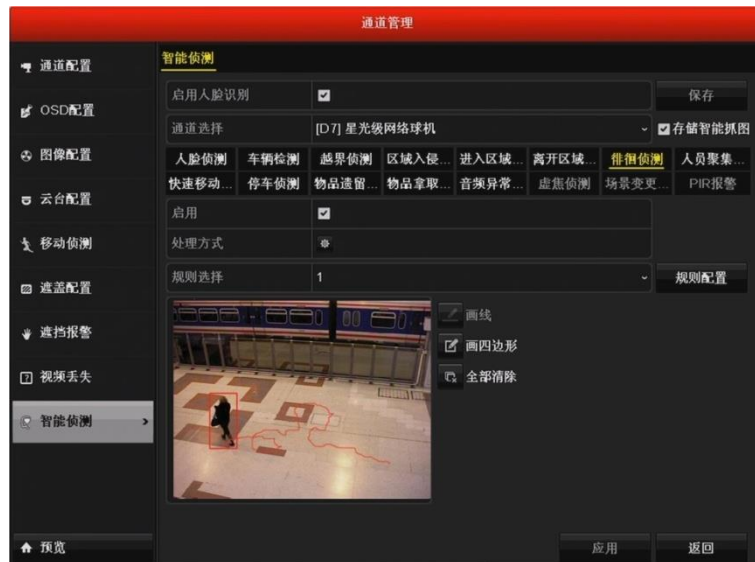 通道管理
通道配置
OSD配置
图像配置
云台配置
移动侦测
遮盖配置
遮挡报警
视频丢失
智能侦测
预览
智能侦测
启用人脸识别
保存
通道选择 [D7] 星光级网络球机
存储智能抓图
人脸侦测 车辆检测 越界侦测 区域入侵... 进入区域... 离开区域... 徘徊侦测 人员聚集...
快速移动... 停车侦测 物品遗留... 物品拿取... 音频异常... 虚焦侦测 场景变更... PIR报警
启用
处理方式
规则选择 1
规则配置
画线
画四边形
全部清除
应用 返回